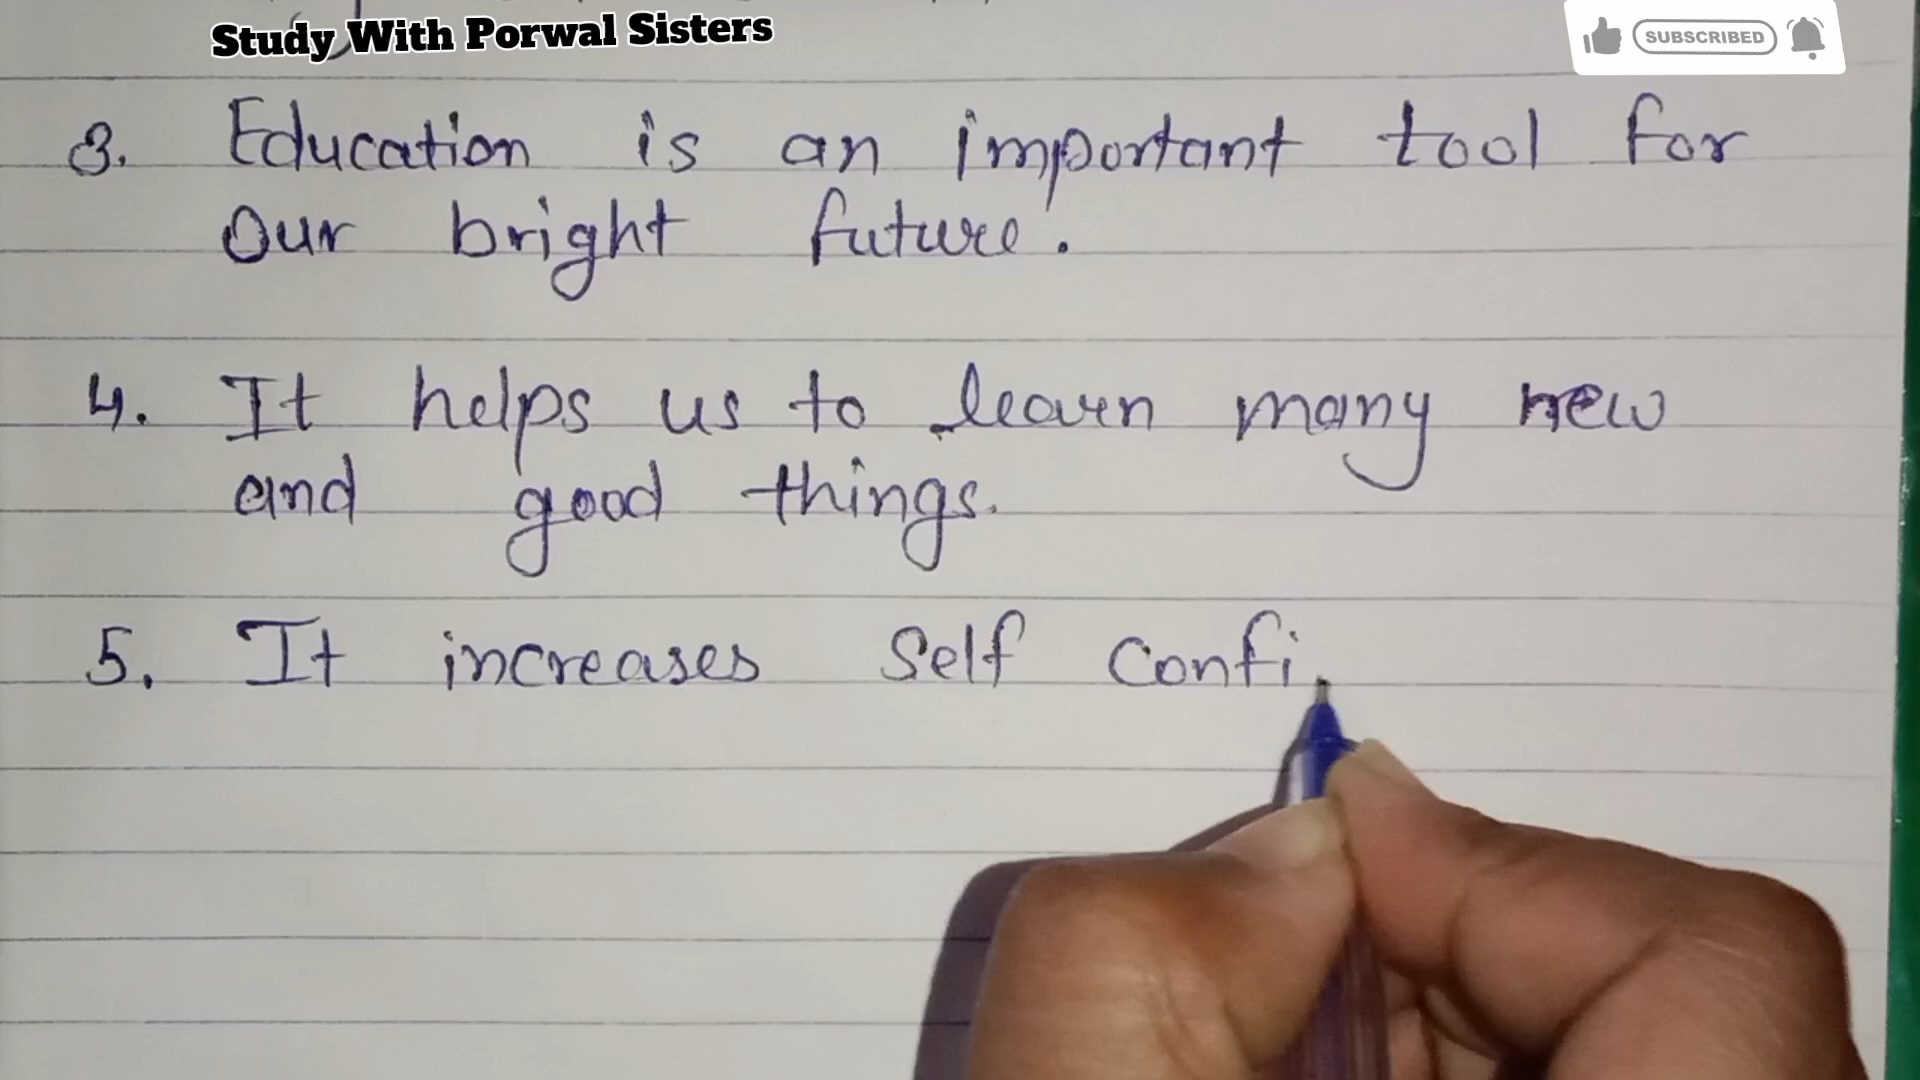 Study With Porwal Sisters
SUBSCRIBED
3. Education is an important tool for
our bright future.
4. It helps us to learn many new
and good things.
5. It increases Self Confi